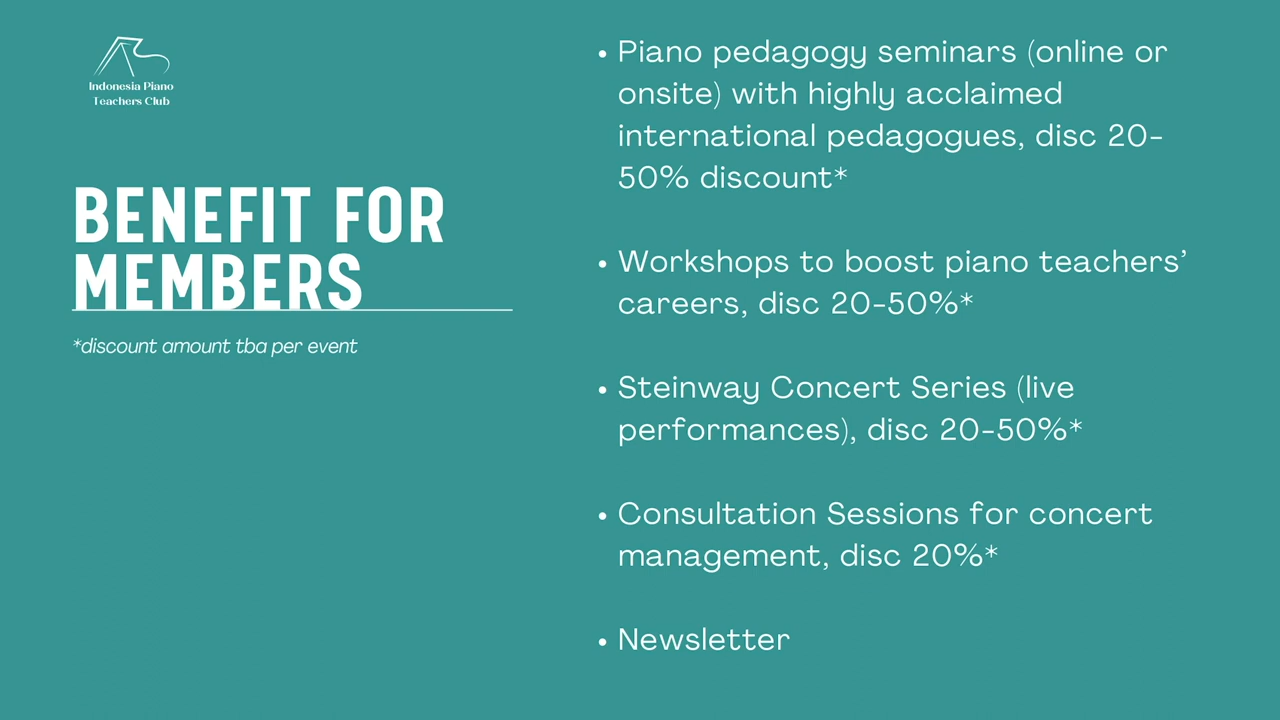 Indonesia Piano
Teachers Club
BENEFIT FOR
MEMBERS
*discount amount tba per event
• Piano pedagogy seminars (online or
onsite) with highly acclaimed
international pedagogues, disc 20-
50% discount*
• Workshops to boost piano teachers’
careers, disc 20-50%*
• Steinway Concert Series (live
performances), disc 20-50%*
• Consultation Sessions for concert
management, disc 20%*
• Newsletter